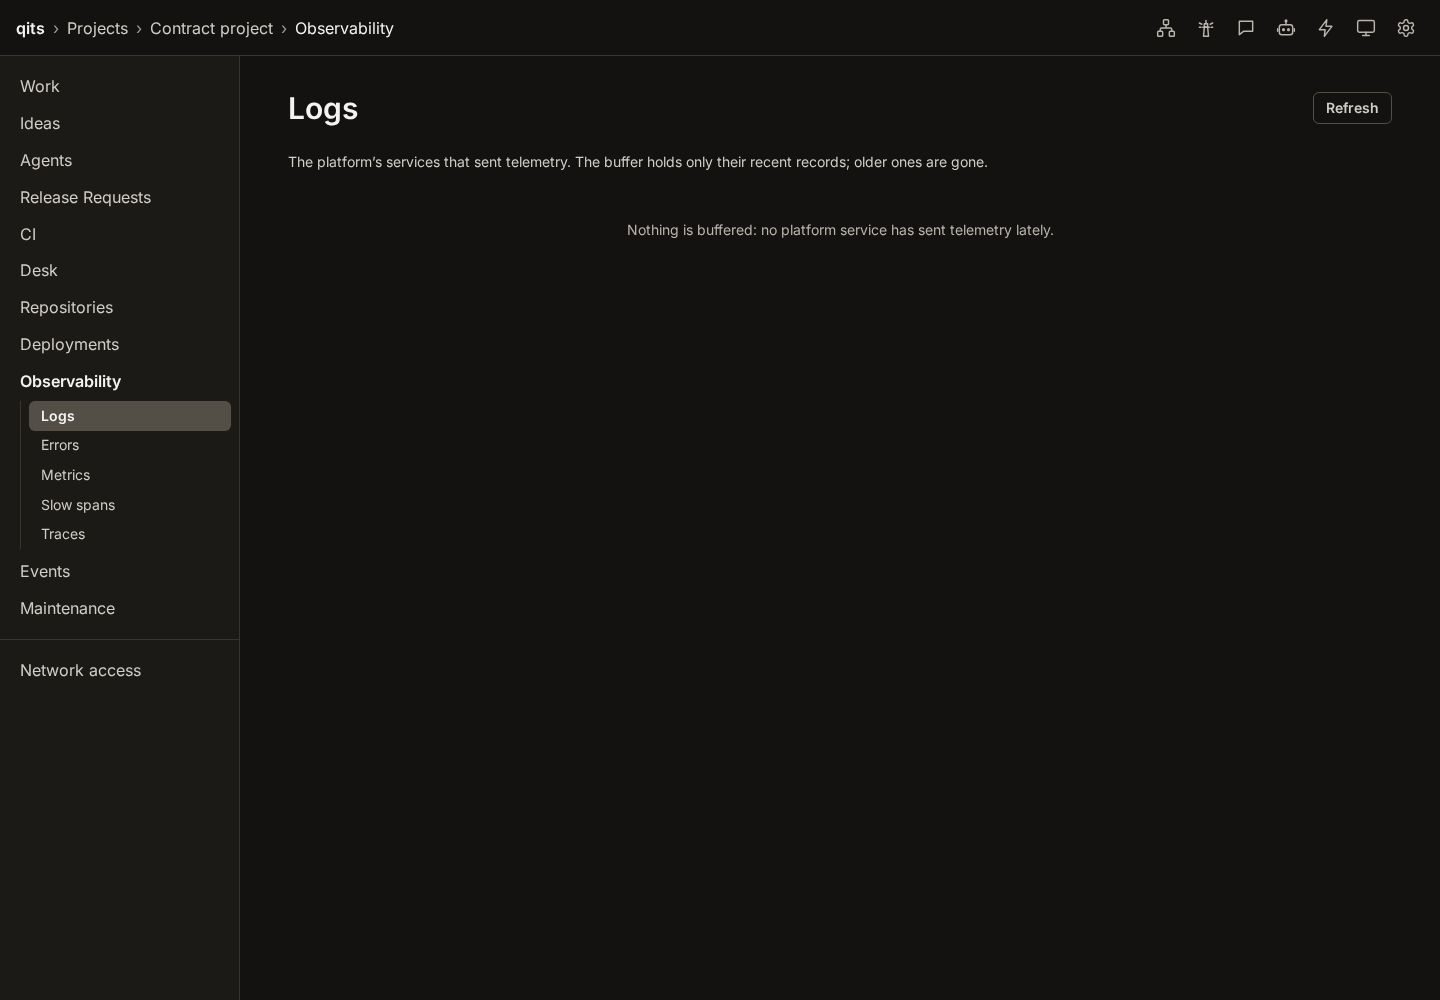 qits › Projects › Contract project › Observability
Work
Ideas
Agents
Release Requests
CI
Desk
Repositories
Deployments
Observability
Logs
Errors
Metrics
Slow spans
Traces
Events
Maintenance
Network access
Logs
Refresh
The platform’s services that sent telemetry. The buffer holds only their recent records; older ones are gone.
Nothing is buffered: no platform service has sent telemetry lately.